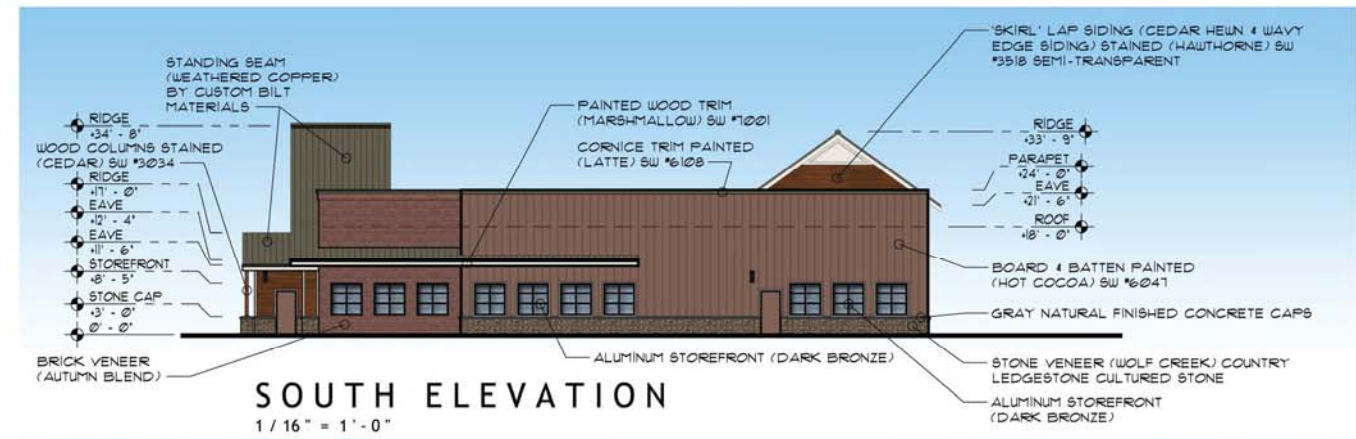 'SKIRL' LAP SIDING (CEDAR HEWN & WAVY
EDGE SIDING) STAINED (HAWTHORNE) SW
#3518 SEMI-TRANSPARENT
STANDING SEAM
(WEATHERED COPPER)
BY CUSTOM BILT
MATERIALS
PAINTED WOOD TRIM
(MARSHMALLOW) SW #7001
CORNICE TRIM PAINTED
(LATTE) SW #6108
RIDGE
+34' - 8"
WOOD COLUMNS STAINED
(CEDAR) SW #3034
RIDGE
+17' - 0"
EAVE
+12' - 4"
EAVE
+11' - 6"
STOREFRONT
+8' - 5"
STONE CAP
+3' - 0"
0' - 0"
RIDGE
+33' - 9"
PARAPET
+24' - 0"
EAVE
+21' - 6"
ROOF
+18' - 0"
BOARD & BATTEN PAINTED
(HOT COCOA) SW #6047
GRAY NATURAL FINISHED CONCRETE CAPS
BRICK VENEER
(AUTUMN BLEND)
ALUMINUM STOREFRONT (DARK BRONZE)
STONE VENEER (WOLF CREEK) COUNTRY
LEDGESTONE CULTURED STONE
ALUMINUM STOREFRONT
(DARK BRONZE)
SOUTH ELEVATION
1/16" = 1'-0"